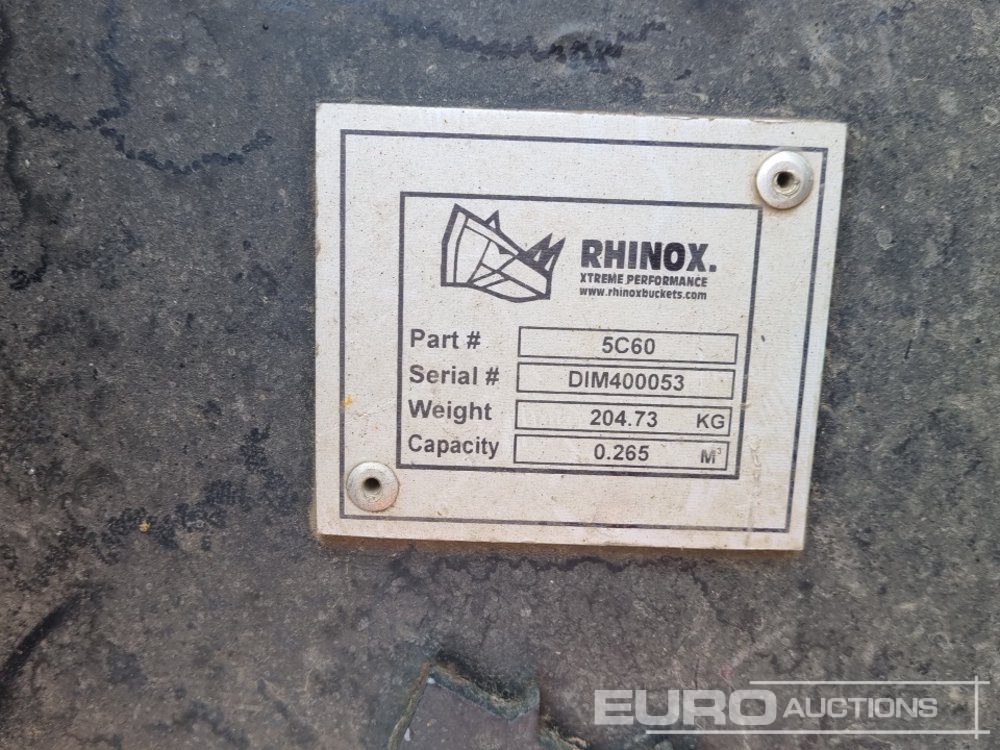 RHINOX.
XTREME PERFORMANCE
www.rhinoxbuckets.com
Part # 5C60
Serial # DIM400053
Weight 204.73 KG
Capacity 0.265 M³
EURO AUCTIONS